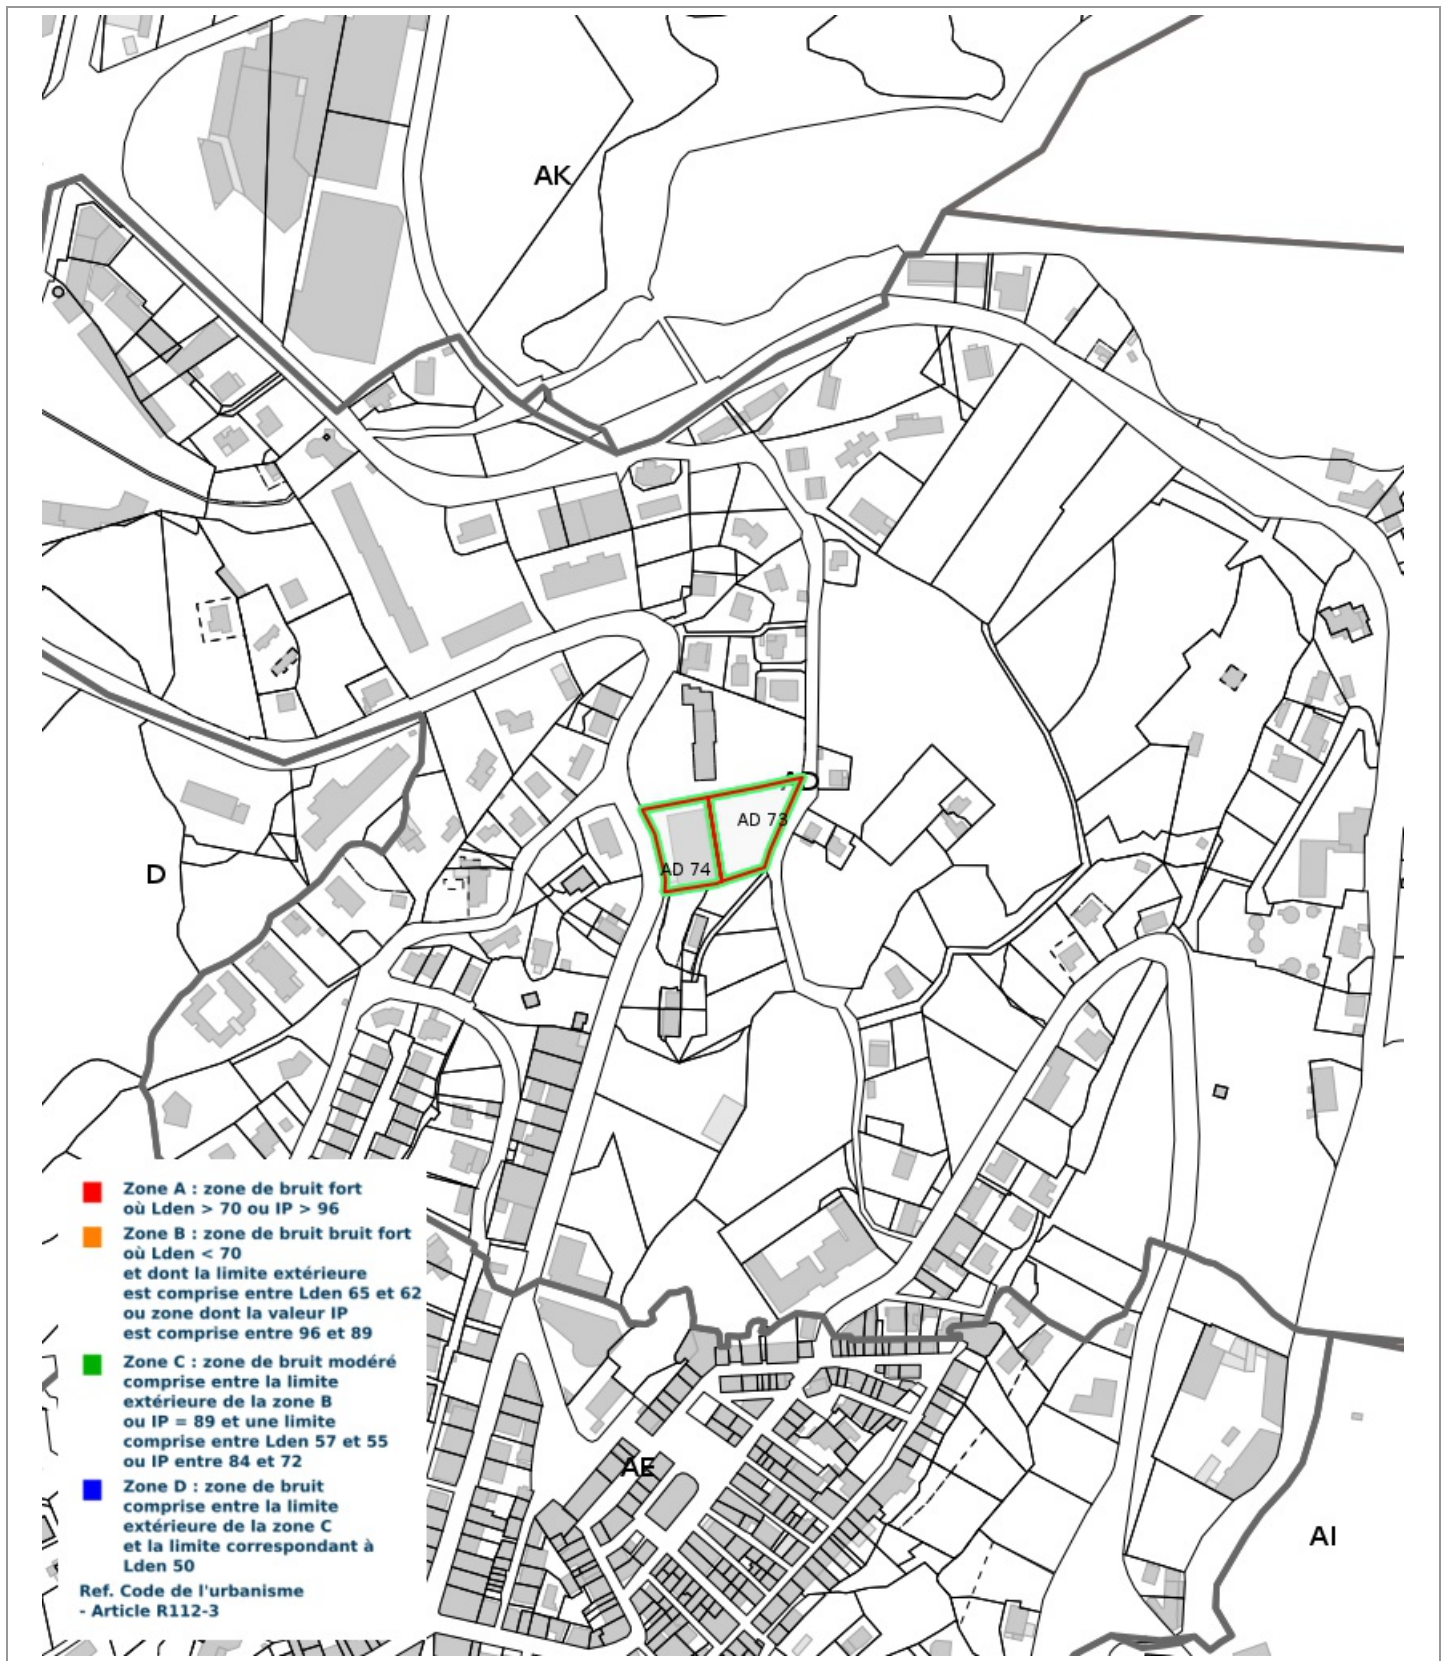 AK
AD
AD 73
AD 74
D
Zone A : zone de bruit fort
où Lden > 70 ou IP > 96
Zone B : zone de bruit bruit fort
où Lden < 70
et dont la limite extérieure
est comprise entre Lden 65 et 62
ou zone dont la valeur IP
est comprise entre 96 et 89
Zone C : zone de bruit modéré
comprise entre la limite
extérieure de la zone B
ou IP = 89 et une limite
comprise entre Lden 57 et 55
ou IP entre 84 et 72
Zone D : zone de bruit
comprise entre la limite
extérieure de la zone C
et la limite correspondant à
Lden 50
Ref. Code de l'urbanisme
- Article R112-3
AE
AI